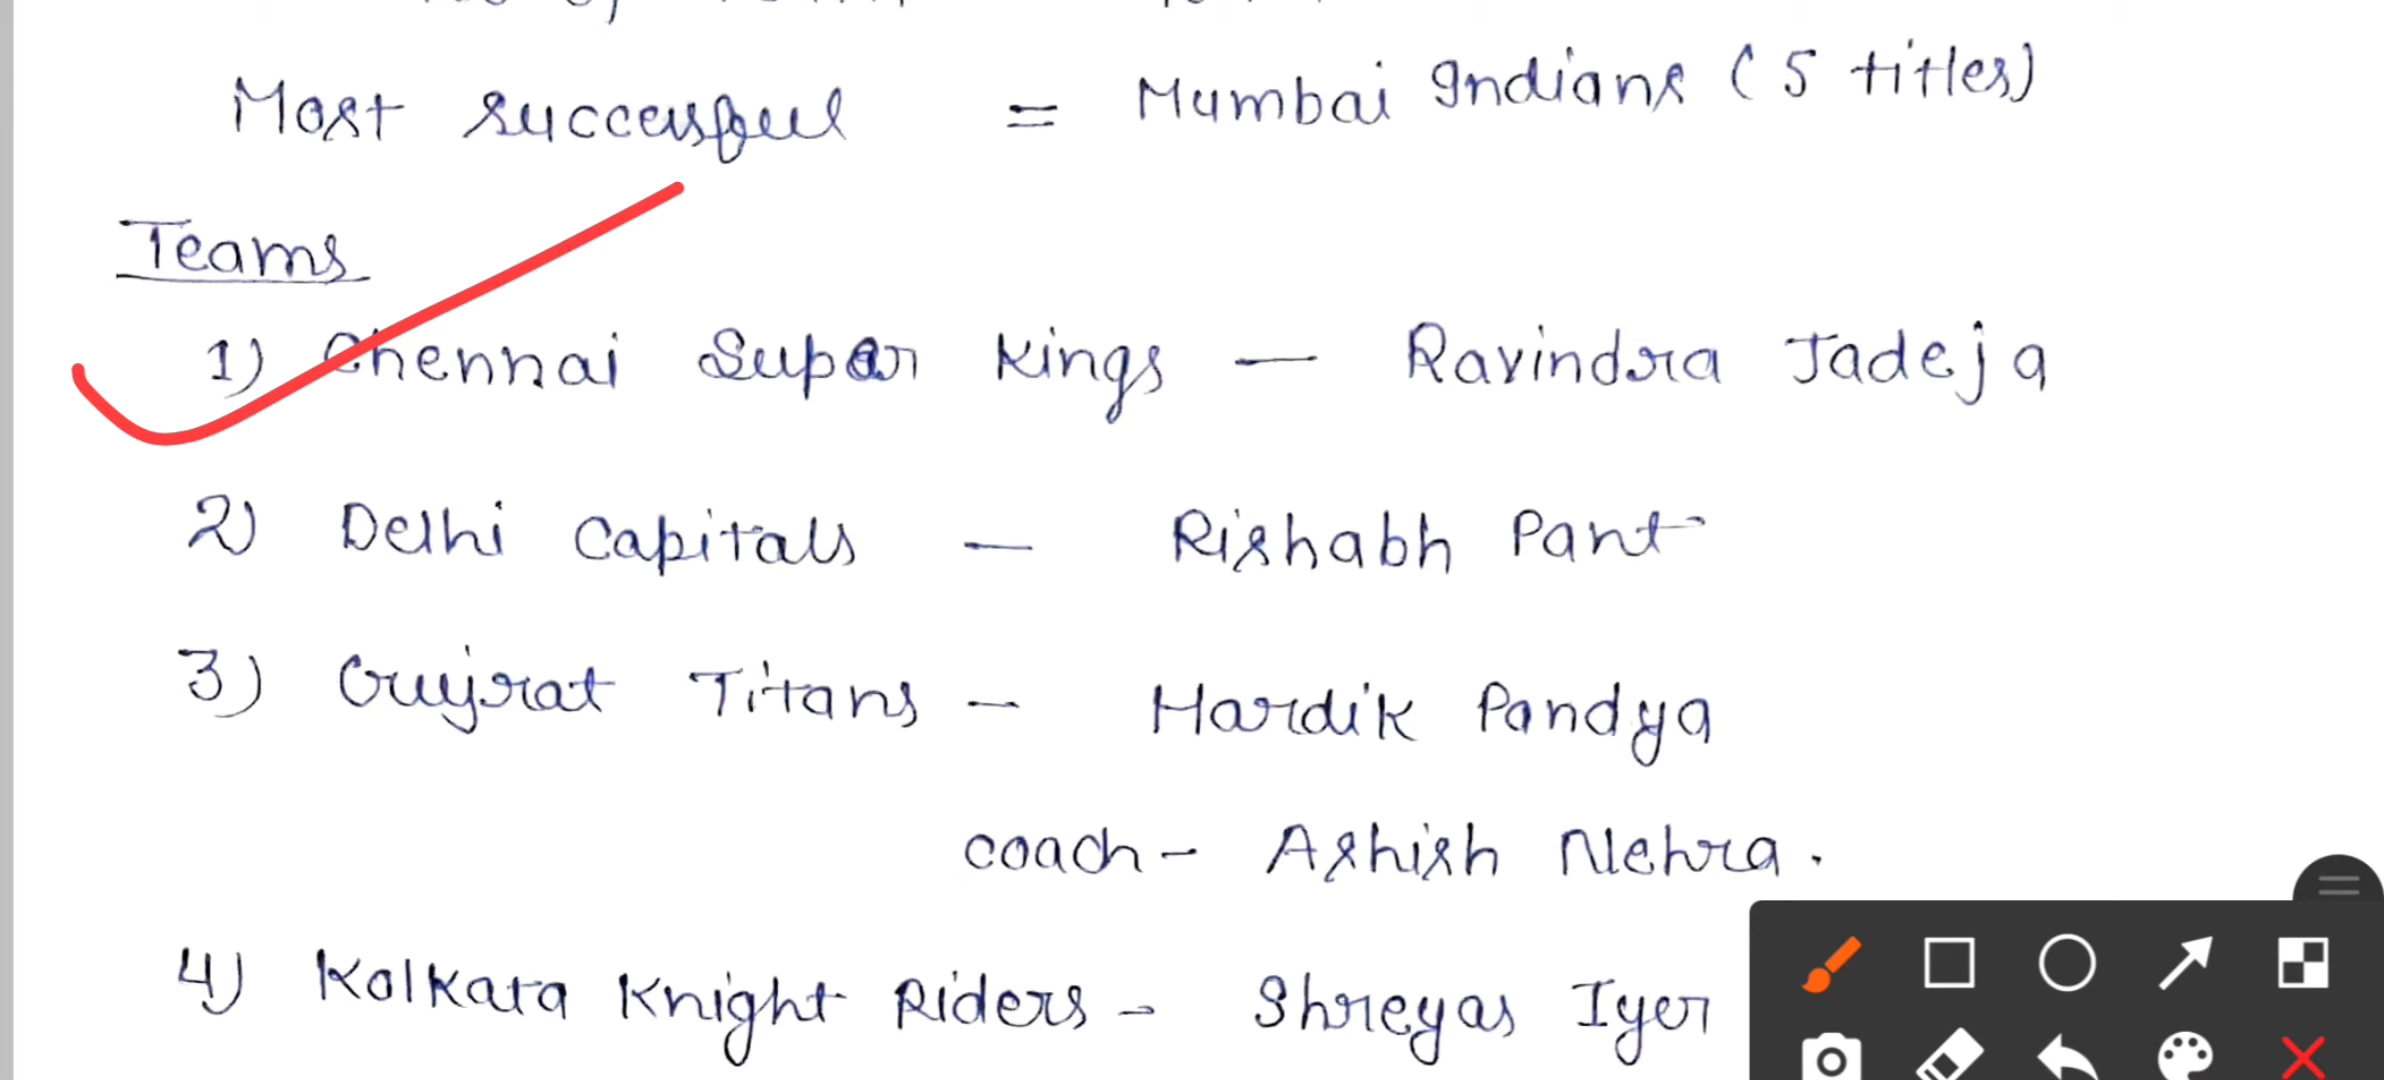 Most successful = Mumbai Indians (5 titles)
Teams
1) Chennai Super Kings — Ravindra Jadeja
2) Delhi Capitals — Rishabh Pant
3) Gujrat Titans — Hardik Pandya
coach - Ashish Nehra.
4) Kolkata Knight Riders - Shreyas Iyer